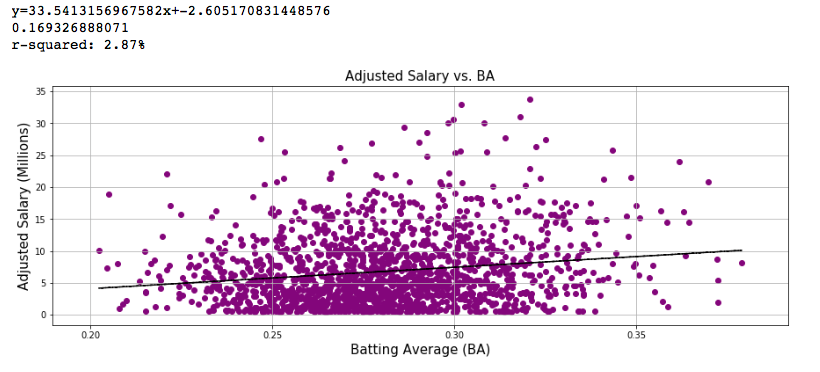 y=33.5413156967582x+-2.605170831448576
0.169326888071
r-squared: 2.87%
Adjusted Salary vs. BA
35
30
25
20
15
10
5
0
Adjusted Salary (Millions)
0.20 0.25 0.30 0.35
Batting Average (BA)